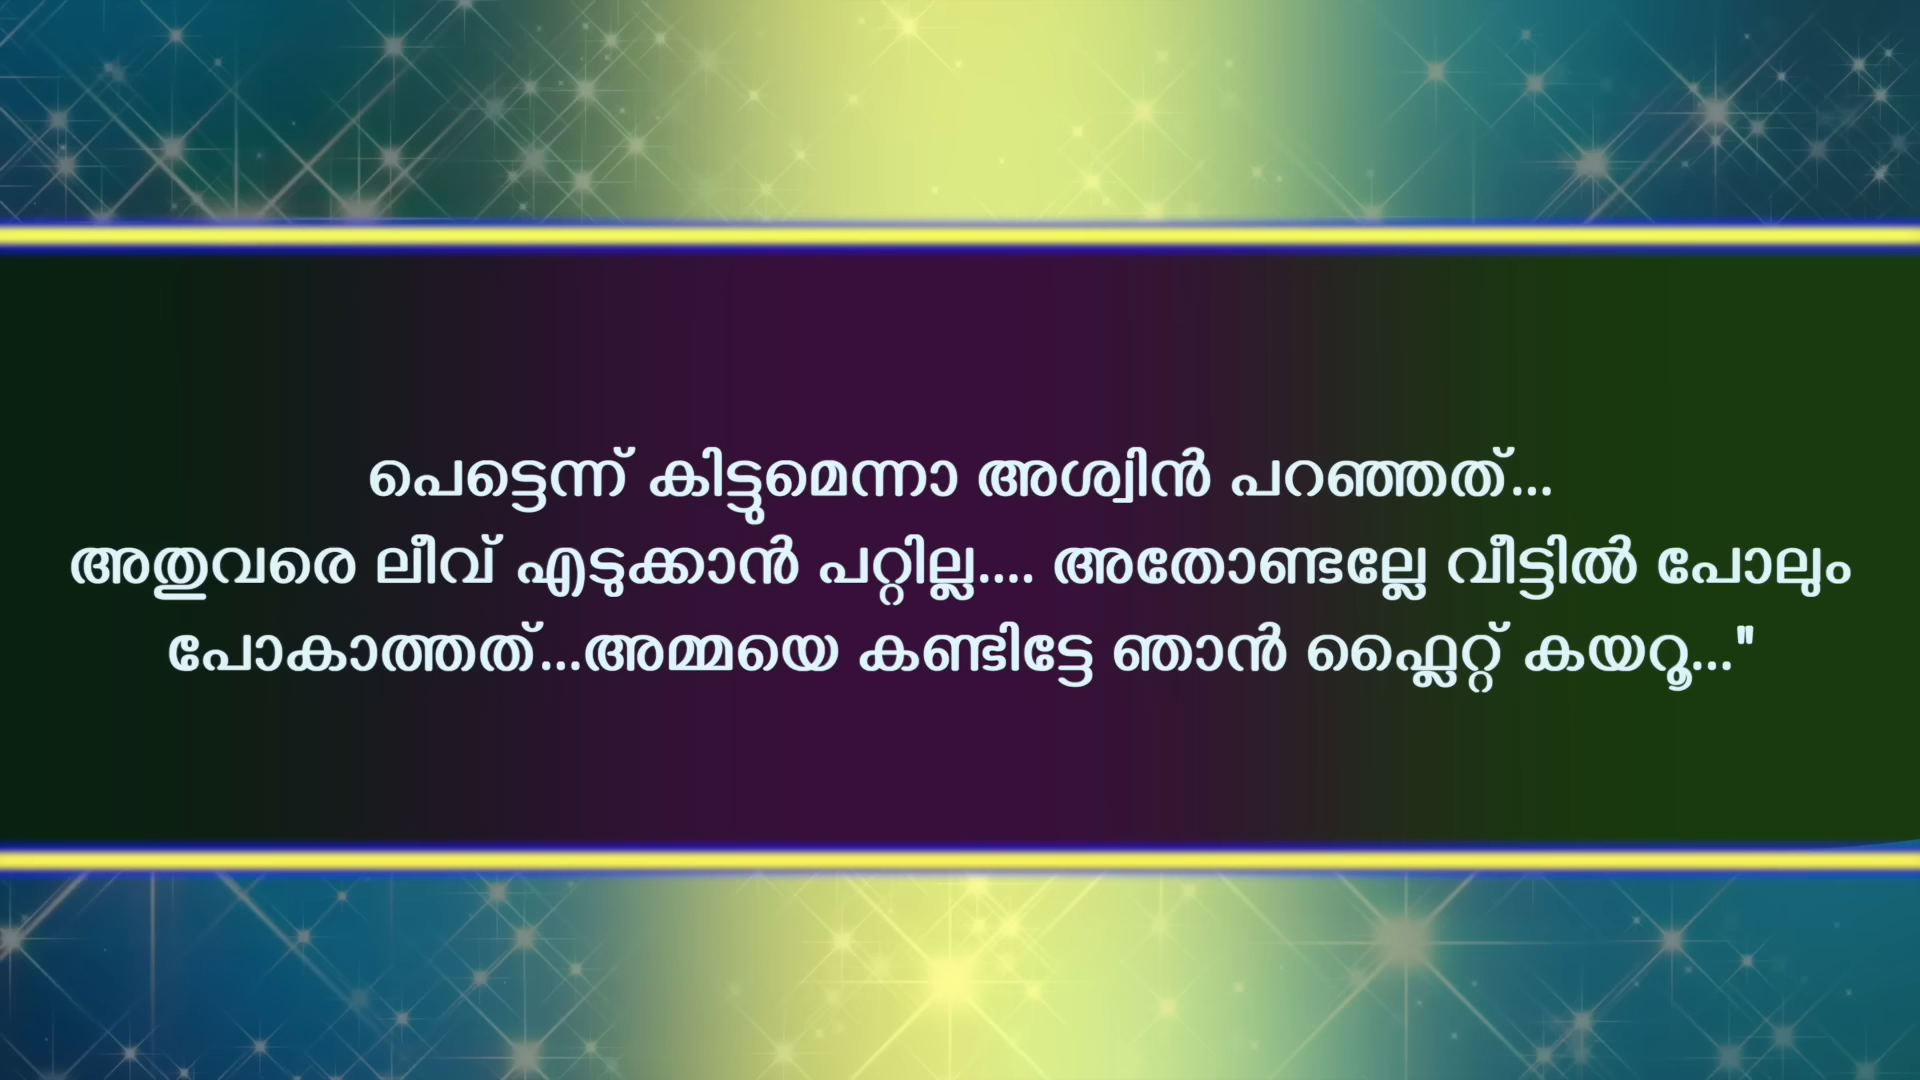 പെട്ടെന്ന് കിട്ടുമെന്നാ അശ്വിൻ പറഞ്ഞത്...
അതുവരെ ലീവ് എടുക്കാൻ പറ്റില്ല.... അതോണ്ടല്ലേ വീട്ടിൽ പോലും
പോകാത്തത്...അമ്മയെ കണ്ടിട്ടേ ഞാൻ ഫ്ലൈറ്റ് കയറൂ..."